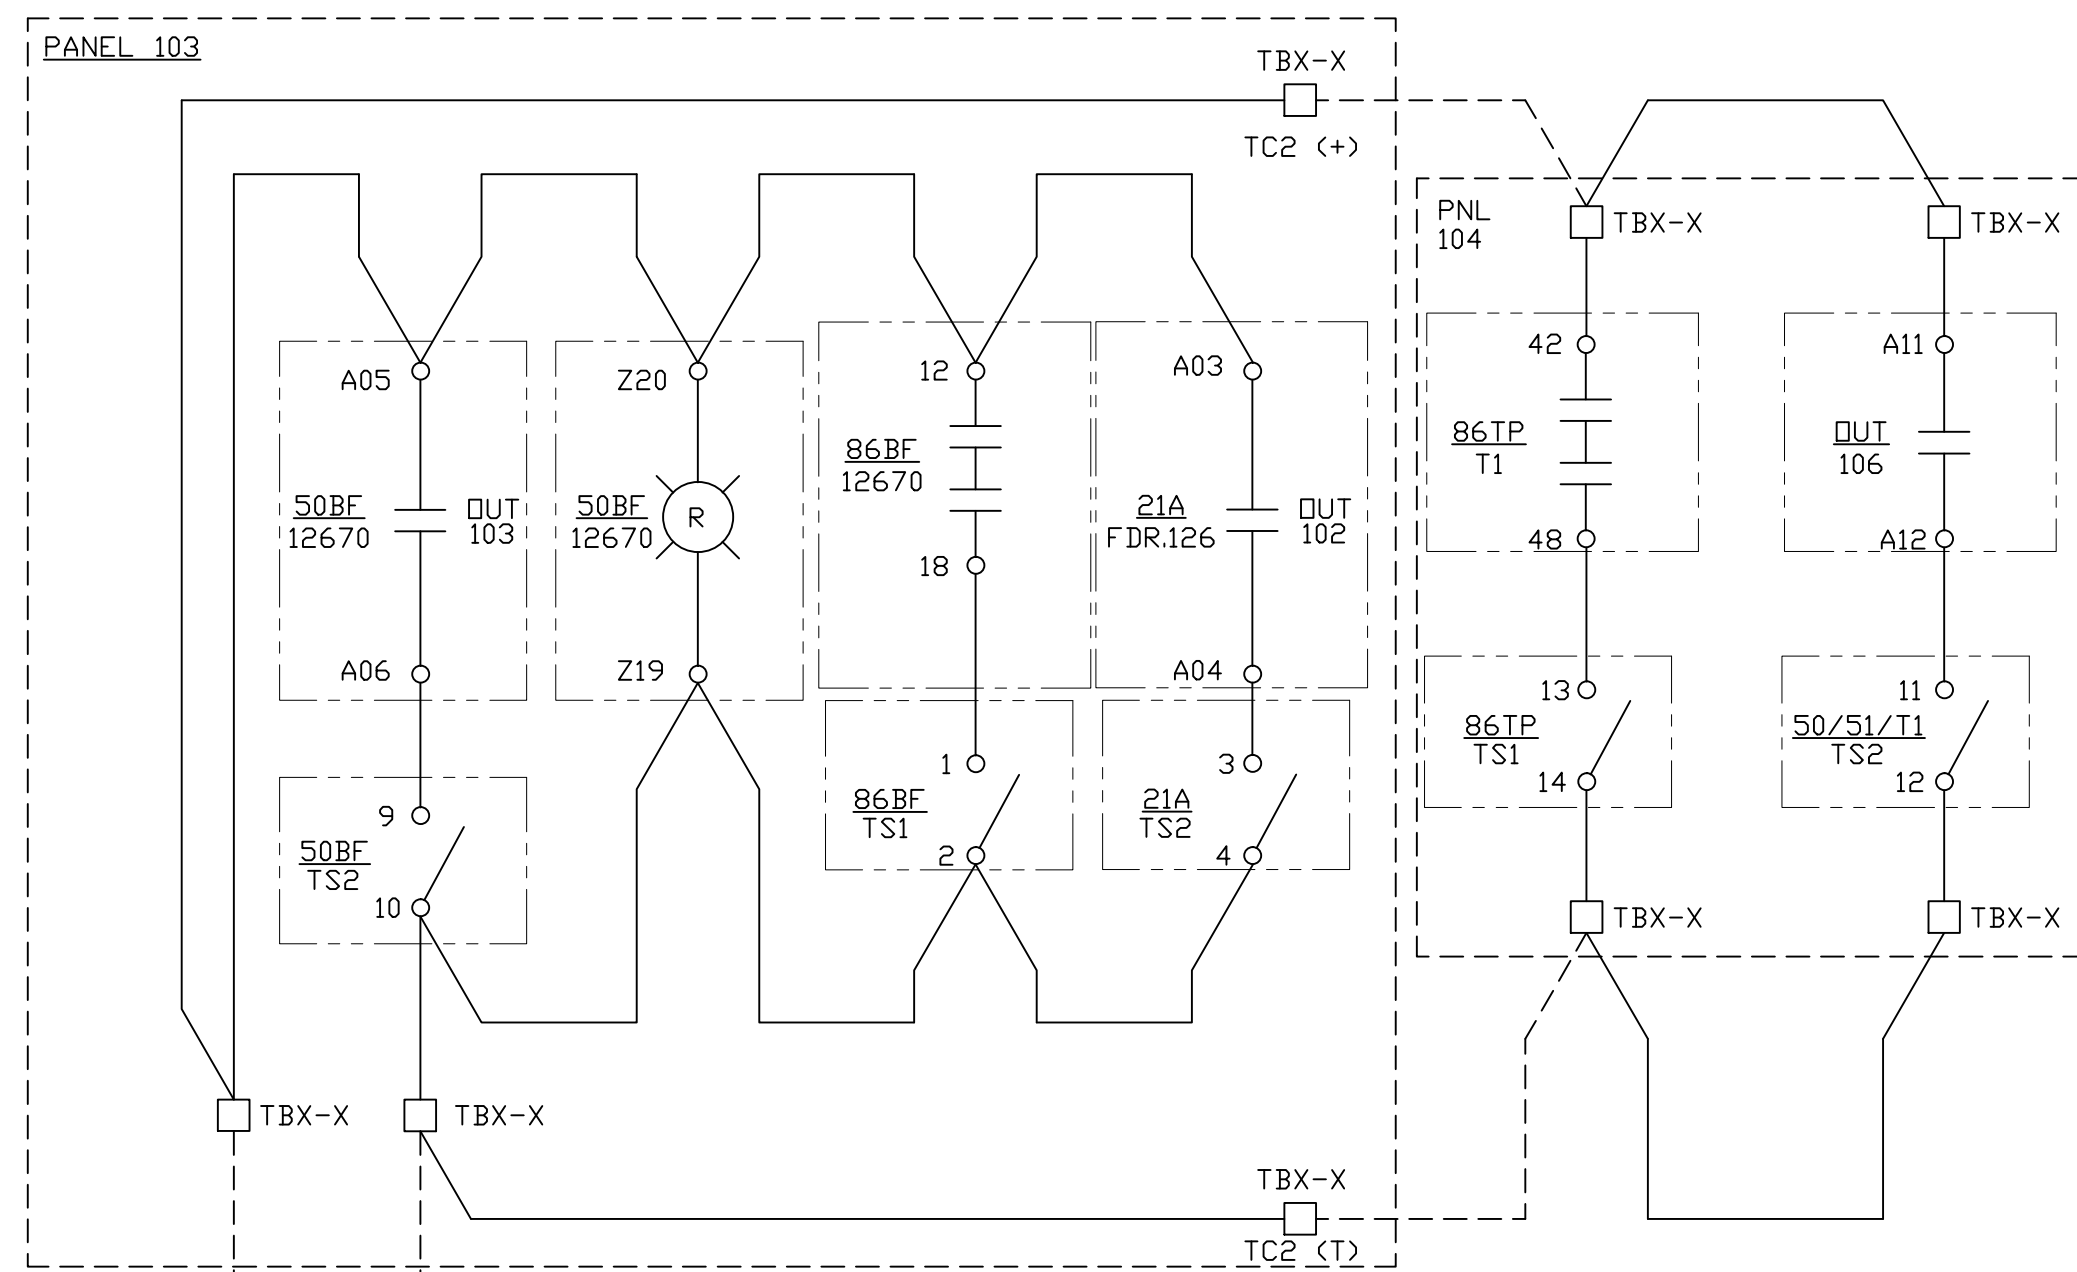 PANEL 103
TBX-X
TC2 (+)
PNL
104
TBX-X
TBX-X
A05
Z20
12
A03
42
A11
50BF
12670
OUT
103
50BF
12670
R
86BF
12670
18
21A
FDR.126
OUT
102
86TP
T1
48
OUT
106
A12
A06
Z19
A04
13
86TP
TS1
14
11
50/51/T1
TS2
12
9
50BF
TS2
10
1
86BF
TS1
2
3
21A
TS2
4
TBX-X
TBX-X
TBX-X
TBX-X
TBX-X
TC2 (T)